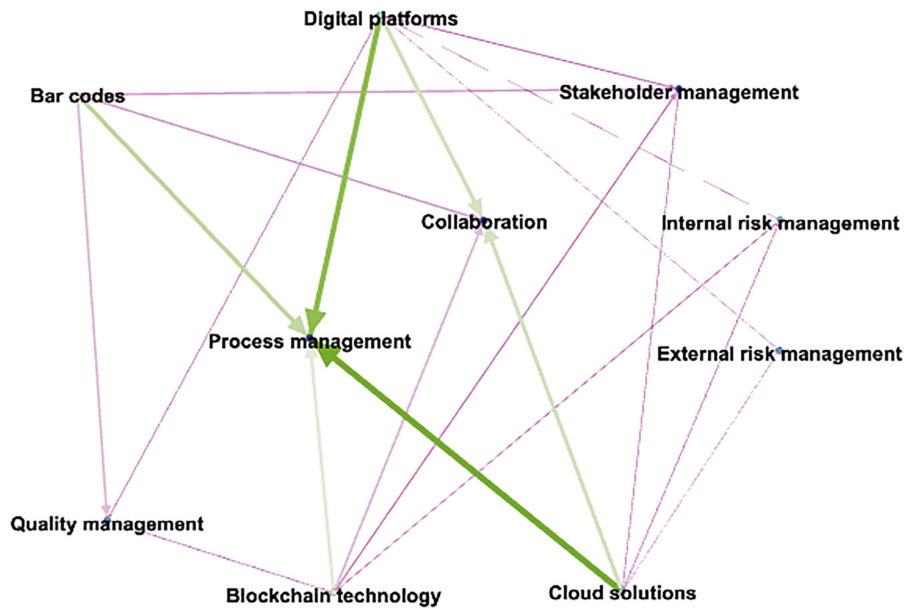 Digital platforms
Bar codes
Stakeholder management
Collaboration
Internal risk management
Process management
External risk management
Quality management
Blockchain technology
Cloud solutions